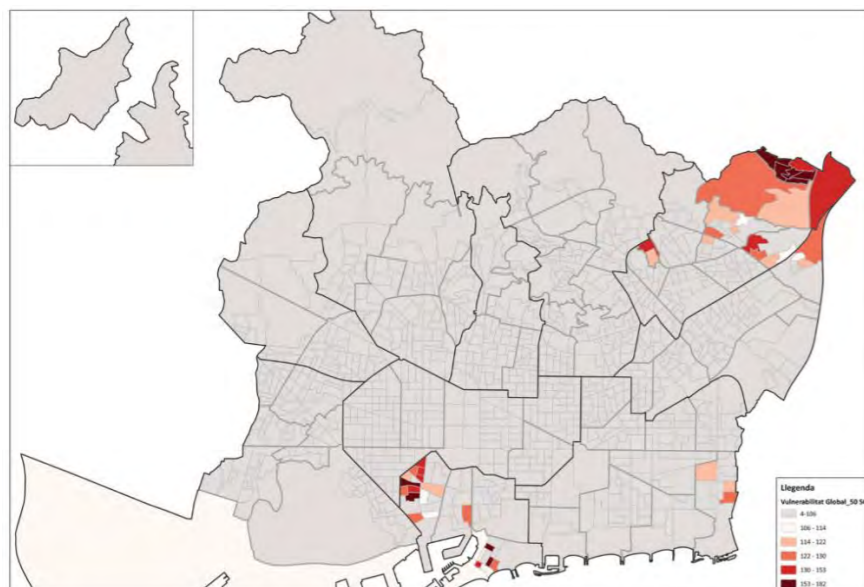 Llegenda
Vulnerabilitat Global_50 S
4-106
106 - 114
114 - 122
122 - 130
130 - 153
153 - 182